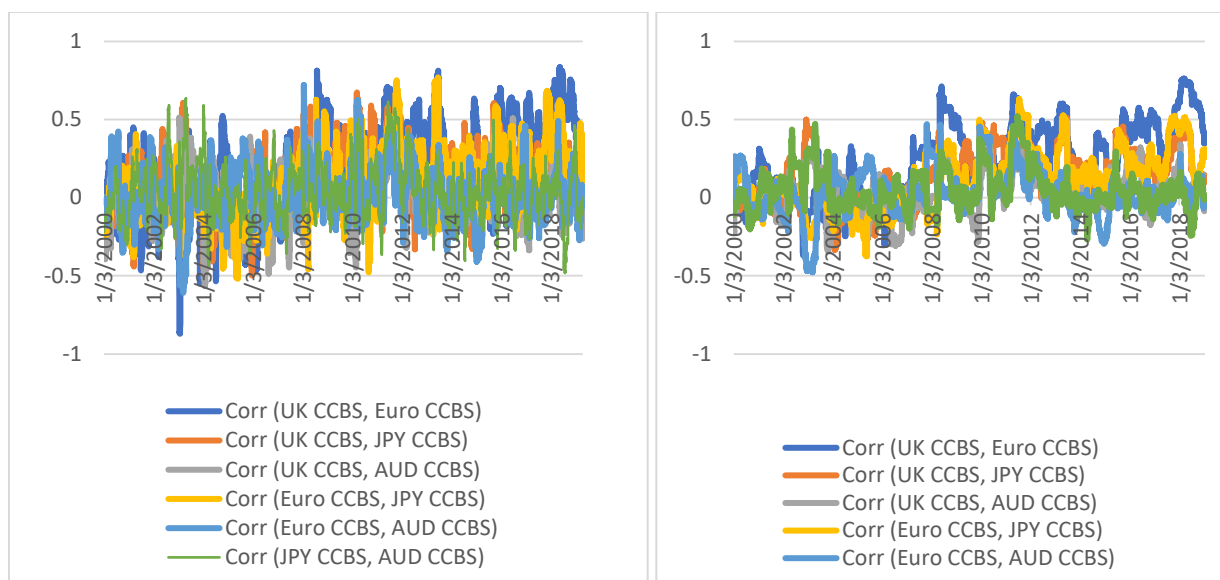 1
0.5
0
-0.5
-1
1/3/2000
1/3/2002
1/3/2004
1/3/2006
1/3/2008
1/3/2010
1/3/2012
1/3/2014
1/3/2016
1/3/2018
Corr (UK CCBS, Euro CCBS)
Corr (UK CCBS, JPY CCBS)
Corr (UK CCBS, AUD CCBS)
Corr (Euro CCBS, JPY CCBS)
Corr (Euro CCBS, AUD CCBS)
Corr (JPY CCBS, AUD CCBS)
1
0.5
0
-0.5
-1
1/3/2000
1/3/2002
1/3/2004
1/3/2006
1/3/2008
1/3/2010
1/3/2012
1/3/2014
1/3/2016
1/3/2018
Corr (UK CCBS, Euro CCBS)
Corr (UK CCBS, JPY CCBS)
Corr (UK CCBS, AUD CCBS)
Corr (Euro CCBS, JPY CCBS)
Corr (Euro CCBS, AUD CCBS)